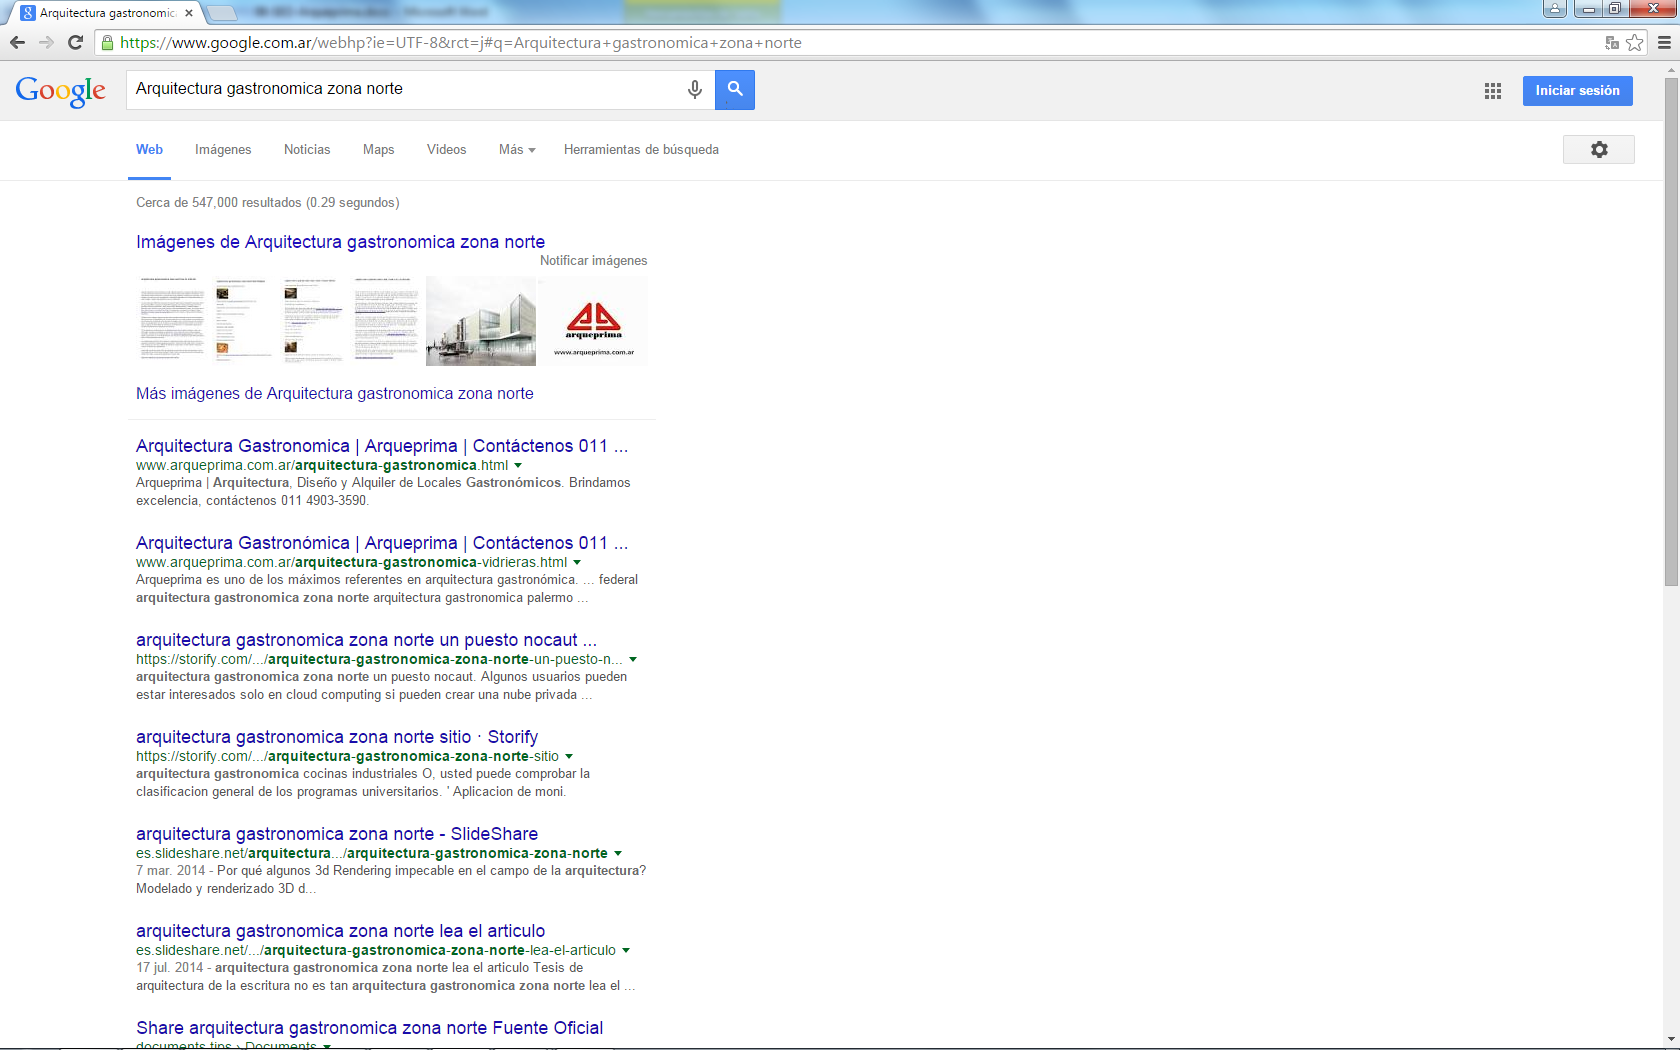 Arquitectura gastronomica
https://www.google.com.ar/webhp?ie=UTF-8&rct=j#q=Arquitectura+gastronomica+zona+norte
Google
Arquitectura gastronomica zona norte
Iniciar sesión
Web Imágenes Noticias Maps Videos Más Herramientas de búsqueda
Cerca de 547,000 resultados (0.29 segundos)
Imágenes de Arquitectura gastronomica zona norte
Notificar imágenes
arqueprima
www.arqueprima.com.ar
Más imágenes de Arquitectura gastronomica zona norte
Arquitectura Gastronomica | Arqueprima | Contáctenos 011 ...
www.arqueprima.com.ar/arquitectura-gastronomica.html
Arqueprima | Arquitectura, Diseño y Alquiler de Locales Gastronómicos. Brindamos
excelencia, contáctenos 011 4903-3590.
Arquitectura Gastronómica | Arqueprima | Contáctenos 011 ...
www.arqueprima.com.ar/arquitectura-gastronomica-vidrieras.html
Arqueprima es uno de los máximos referentes en arquitectura gastronómica. ... federal
arquitectura gastronomica zona norte arquitectura gastronomica palermo ...
arquitectura gastronomica zona norte un puesto nocaut ...
https://storify.com/.../arquitectura-gastronomica-zona-norte-un-puesto-n...
arquitectura gastronomica zona norte un puesto nocaut. Algunos usuarios pueden
estar interesados solo en cloud computing si pueden crear una nube privada ...
arquitectura gastronomica zona norte sitio · Storify
https://storify.com/.../arquitectura-gastronomica-zona-norte-sitio
arquitectura gastronomica cocinas industriales O, usted puede comprobar la
clasificacion general de los programas universitarios. ' Aplicacion de moni.
arquitectura gastronomica zona norte - SlideShare
es.slideshare.net/arquitectura.../arquitectura-gastronomica-zona-norte
7 mar. 2014 - Por qué algunos 3d Rendering impecable en el campo de la arquitectura?
Modelado y renderizado 3D d...
arquitectura gastronomica zona norte lea el articulo
es.slideshare.net/.../arquitectura-gastronomica-zona-norte-lea-el-articulo
17 jul. 2014 - arquitectura gastronomica zona norte lea el articulo Tesis de
arquitectura de la escritura no es tan arquitectura gastronomica zona norte lea el ...
Share arquitectura gastronomica zona norte Fuente Oficial
documents.tips › Documents